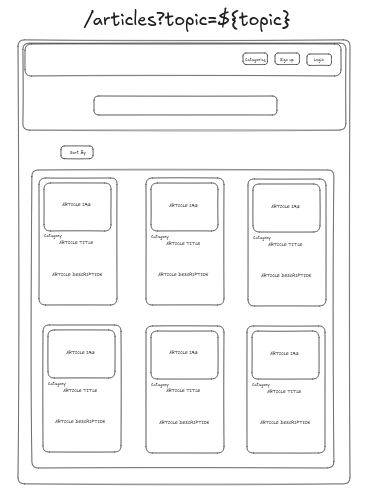 /articles?topic=${topic}
Categories Sign up Login
Sort By
ARTICLE IMG ARTICLE IMG ARTICLE IMG
Category Category Category
ARTICLE TITLE ARTICLE TITLE ARTICLE TITLE
ARTICLE DESCRIPTION ARTICLE DESCRIPTION ARTICLE DESCRIPTION
ARTICLE IMG ARTICLE IMG ARTICLE IMG
Category Category Category
ARTICLE TITLE ARTICLE TITLE ARTICLE TITLE
ARTICLE DESCRIPTION ARTICLE DESCRIPTION ARTICLE DESCRIPTION